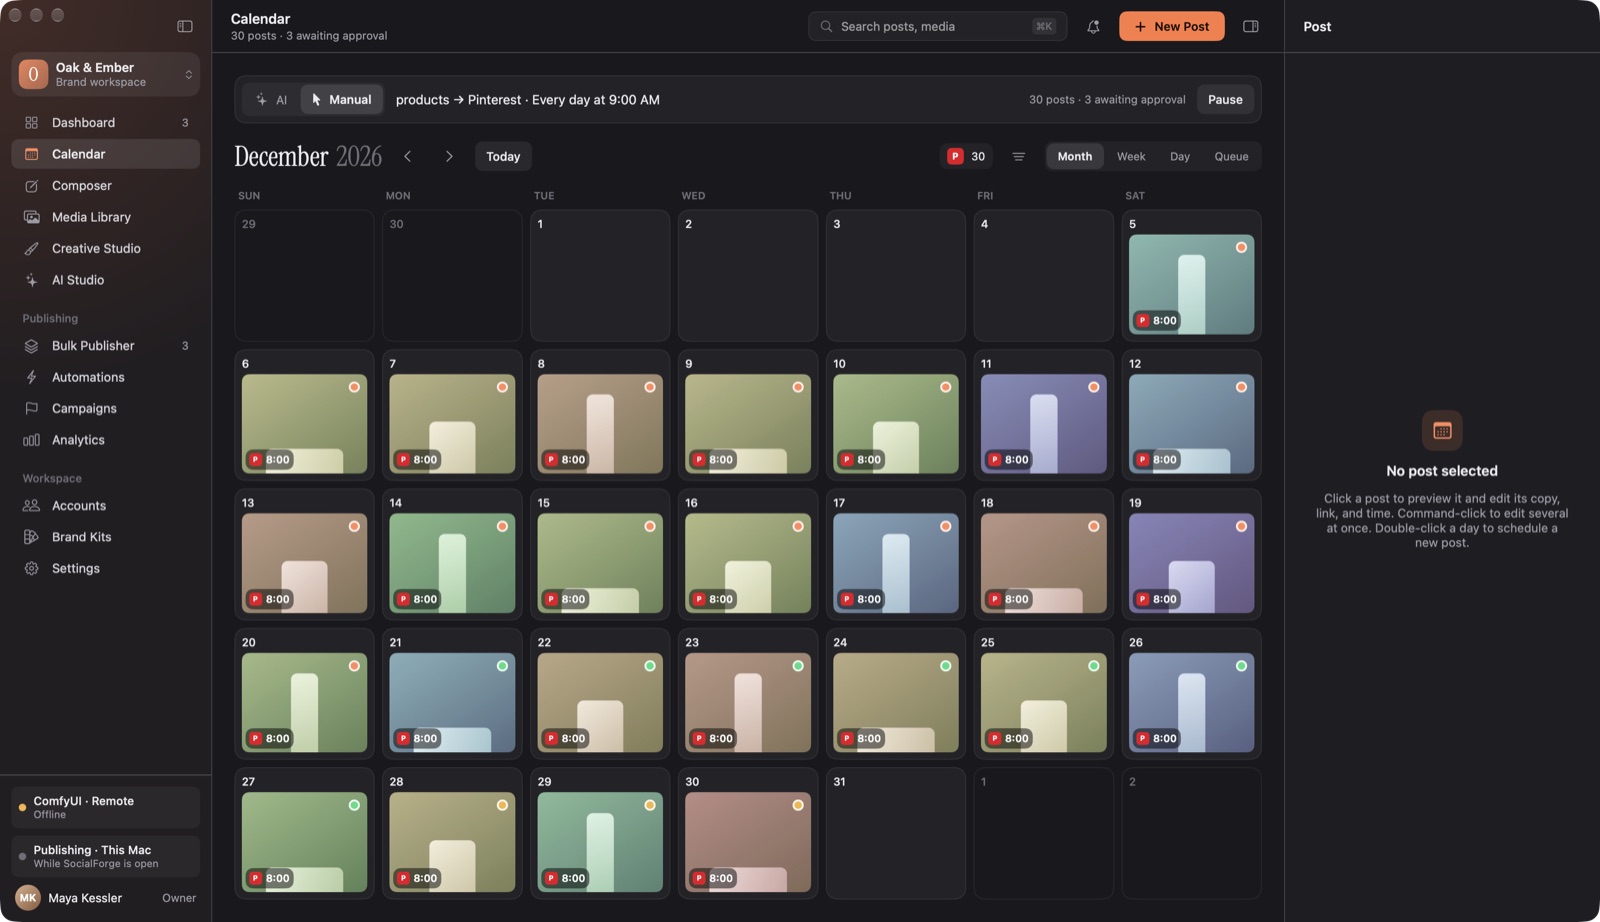 Oak & Ember
Brand workspace
Dashboard 3
Calendar
Composer
Media Library
Creative Studio
AI Studio
Publishing
Bulk Publisher 3
Automations
Campaigns
Analytics
Workspace
Accounts
Brand Kits
Settings
ComfyUI · Remote
Offline
Publishing · This Mac
While SocialForge is open
MK Maya Kessler Owner
Calendar
30 posts · 3 awaiting approval
Search posts, media ⌘K
+ New Post
AI Manual products → Pinterest · Every day at 9:00 AM 30 posts · 3 awaiting approval Pause
December 2026 Today P 30 Month Week Day Queue
SUN MON TUE WED THU FRI SAT
29 30 1 2 3 4 5
P 8:00
6 7 8 9 10 11 12
P 8:00 P 8:00 P 8:00 P 8:00 P 8:00 P 8:00 P 8:00
13 14 15 16 17 18 19
P 8:00 P 8:00 P 8:00 P 8:00 P 8:00 P 8:00 P 8:00
20 21 22 23 24 25 26
P 8:00 P 8:00 P 8:00 P 8:00 P 8:00 P 8:00 P 8:00
27 28 29 30 31 1 2
P 8:00 P 8:00 P 8:00 P 8:00
Post
No post selected
Click a post to preview it and edit its copy,
link, and time. Command-click to edit several
at once. Double-click a day to schedule a
new post.